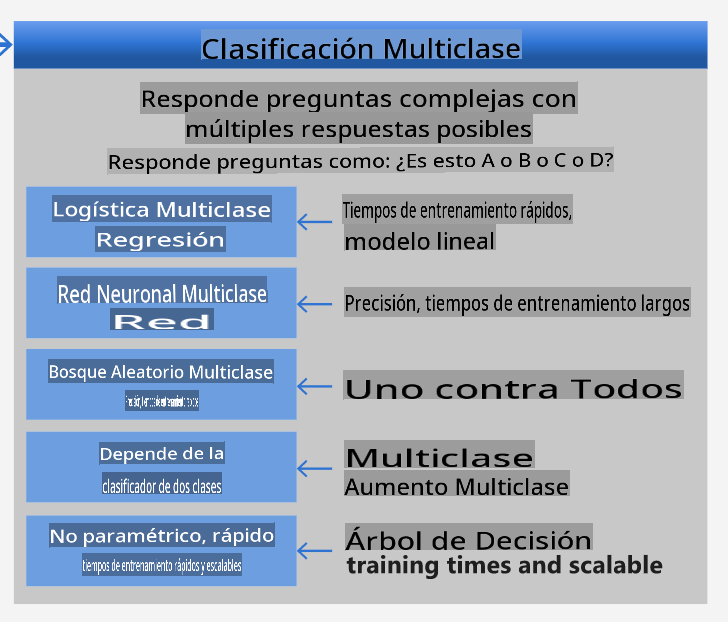 Clasificación Multiclase
Responde preguntas complejas con
múltiples respuestas posibles
Responde preguntas como: ¿Es esto A o B o C o D?
Logística Multiclase
Regresión
Tiempos de entrenamiento rápidos,
modelo lineal
Red Neuronal Multiclase
Red
Precisión, tiempos de entrenamiento largos
Bosque Aleatorio Multiclase
Uno contra Todos
Depende de la
clasificador de dos clases
Multiclase
Aumento Multiclase
No paramétrico, rápido
tiempos de entrenamiento rápidos y escalables
Árbol de Decisión
training times and scalable